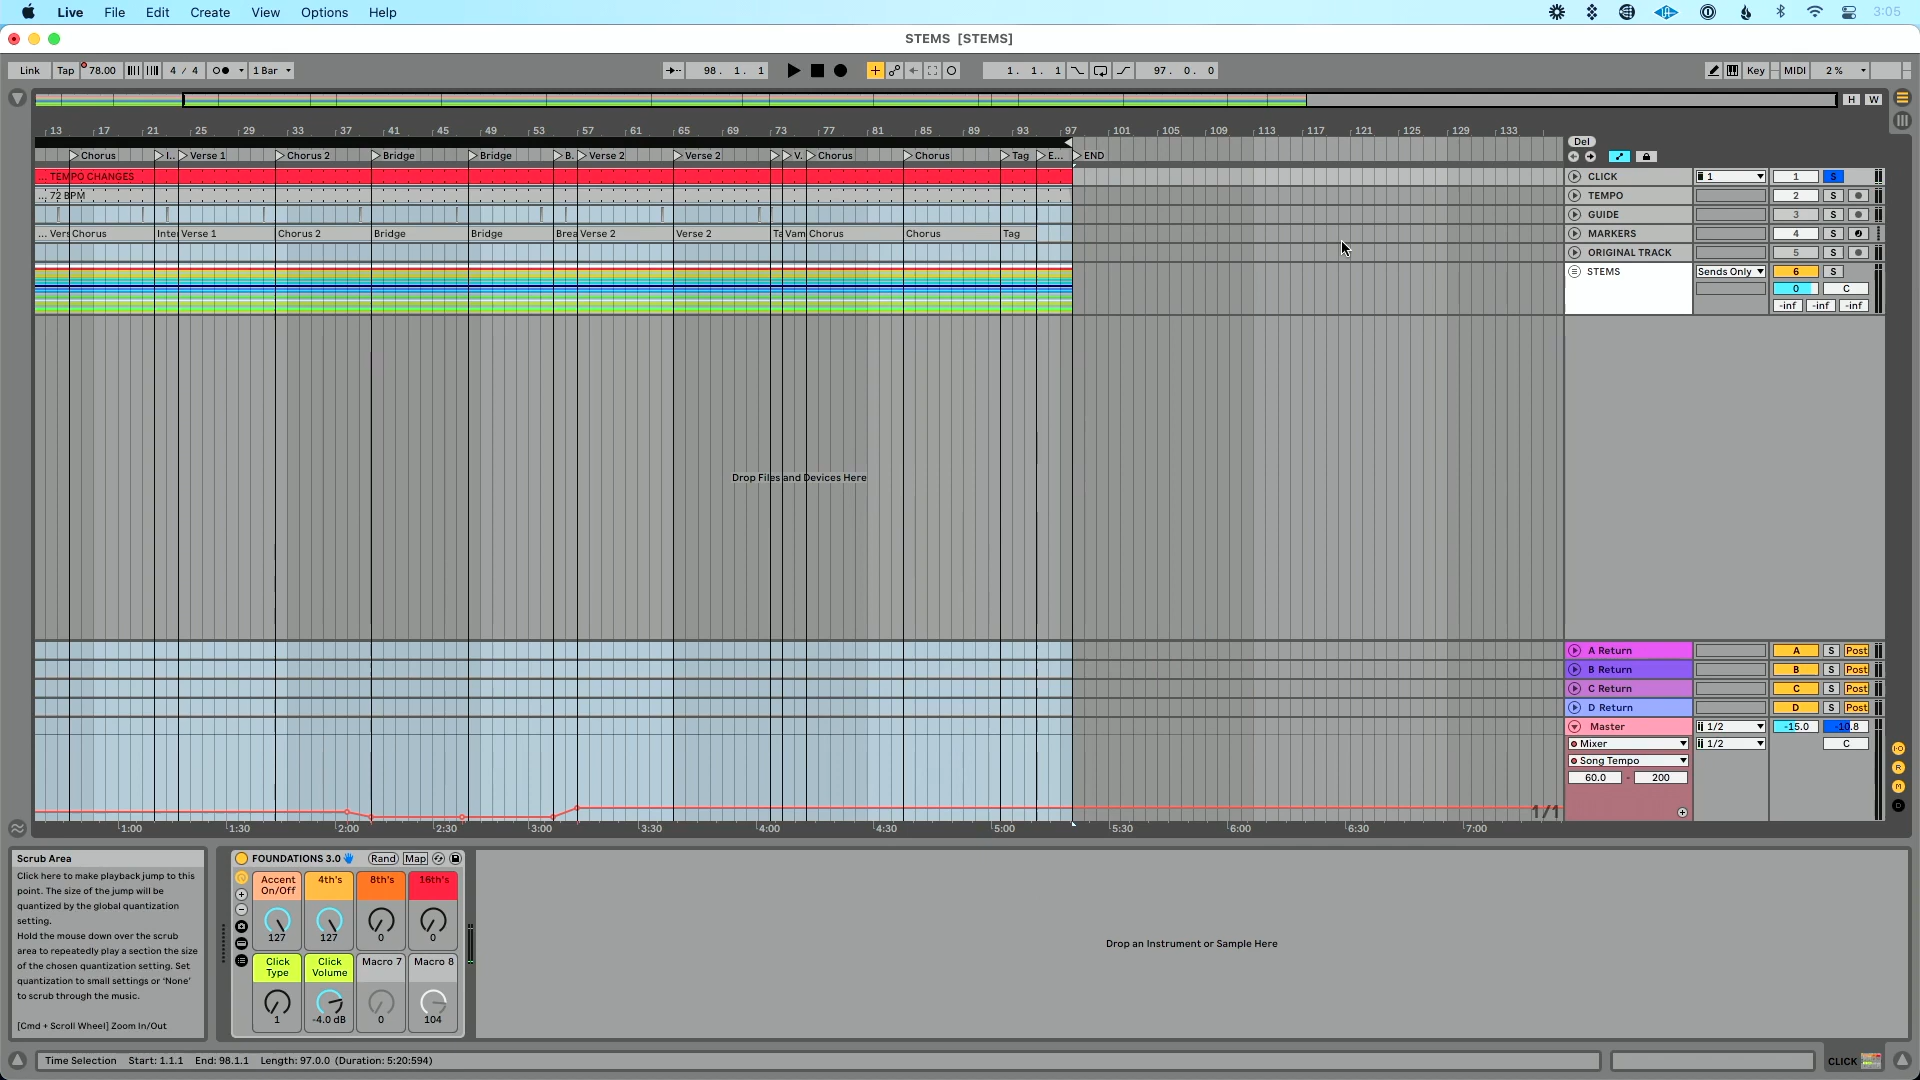 Live File Edit Create View Options Help 3:05
STEMS [STEMS]
Link Tap 78.00 4 / 4 1 Bar 98. 1. 1 1. 1. 1 97. 0. 0 Key MIDI 2 %
H W
13 17 21 25 29 33 37 41 45 49 53 57 61 65 69 73 77 81 85 89 93 97 101 105 109 113 117 121 125 129 133
Del
Chorus I.. Verse 1 Chorus 2 Bridge Bridge B. Verse 2 Verse 2 V. Chorus Chorus Tag E... END
... TEMPO CHANGES CLICK 1 1 S
... 72 BPM TEMPO 2 S
GUIDE 3 S
... Vers Chorus Inte Verse 1 Chorus 2 Bridge Bridge Brea Verse 2 Verse 2 Ta Vam Chorus Chorus Tag MARKERS 4 S
ORIGINAL TRACK 5 S
STEMS Sends Only 6 S
0 C
-inf -inf -inf
Drop Files and Devices Here
A Return A S Post
B Return B S Post
C Return C S Post
D Return D S Post
Master 1/2 -15.0 -10.8
Mixer 1/2 C
Song Tempo
60.0 - 200
1/1
1:00 1:30 2:00 2:30 3:00 3:30 4:00 4:30 5:00 5:30 6:00 6:30 7:00
I·O
R
M
D
Scrub Area
Click here to make playback jump to this
point. The size of the jump will be
quantized by the global quantization
setting.
Hold the mouse down over the scrub
area to repeatedly play a section the size
of the chosen quantization setting. Set
quantization to small settings or 'None'
to scrub through the music.
[Cmd + Scroll Wheel] Zoom In/Out
FOUNDATIONS 3.0 Rand Map
Accent On/Off 4th's 8th's 16th's
127 127 0 0
Click Type Click Volume Macro 7 Macro 8
1 -4.0 dB 0 104
Drop an Instrument or Sample Here
Time Selection Start: 1.1.1 End: 98.1.1 Length: 97.0.0 (Duration: 5:20:594)
CLICK